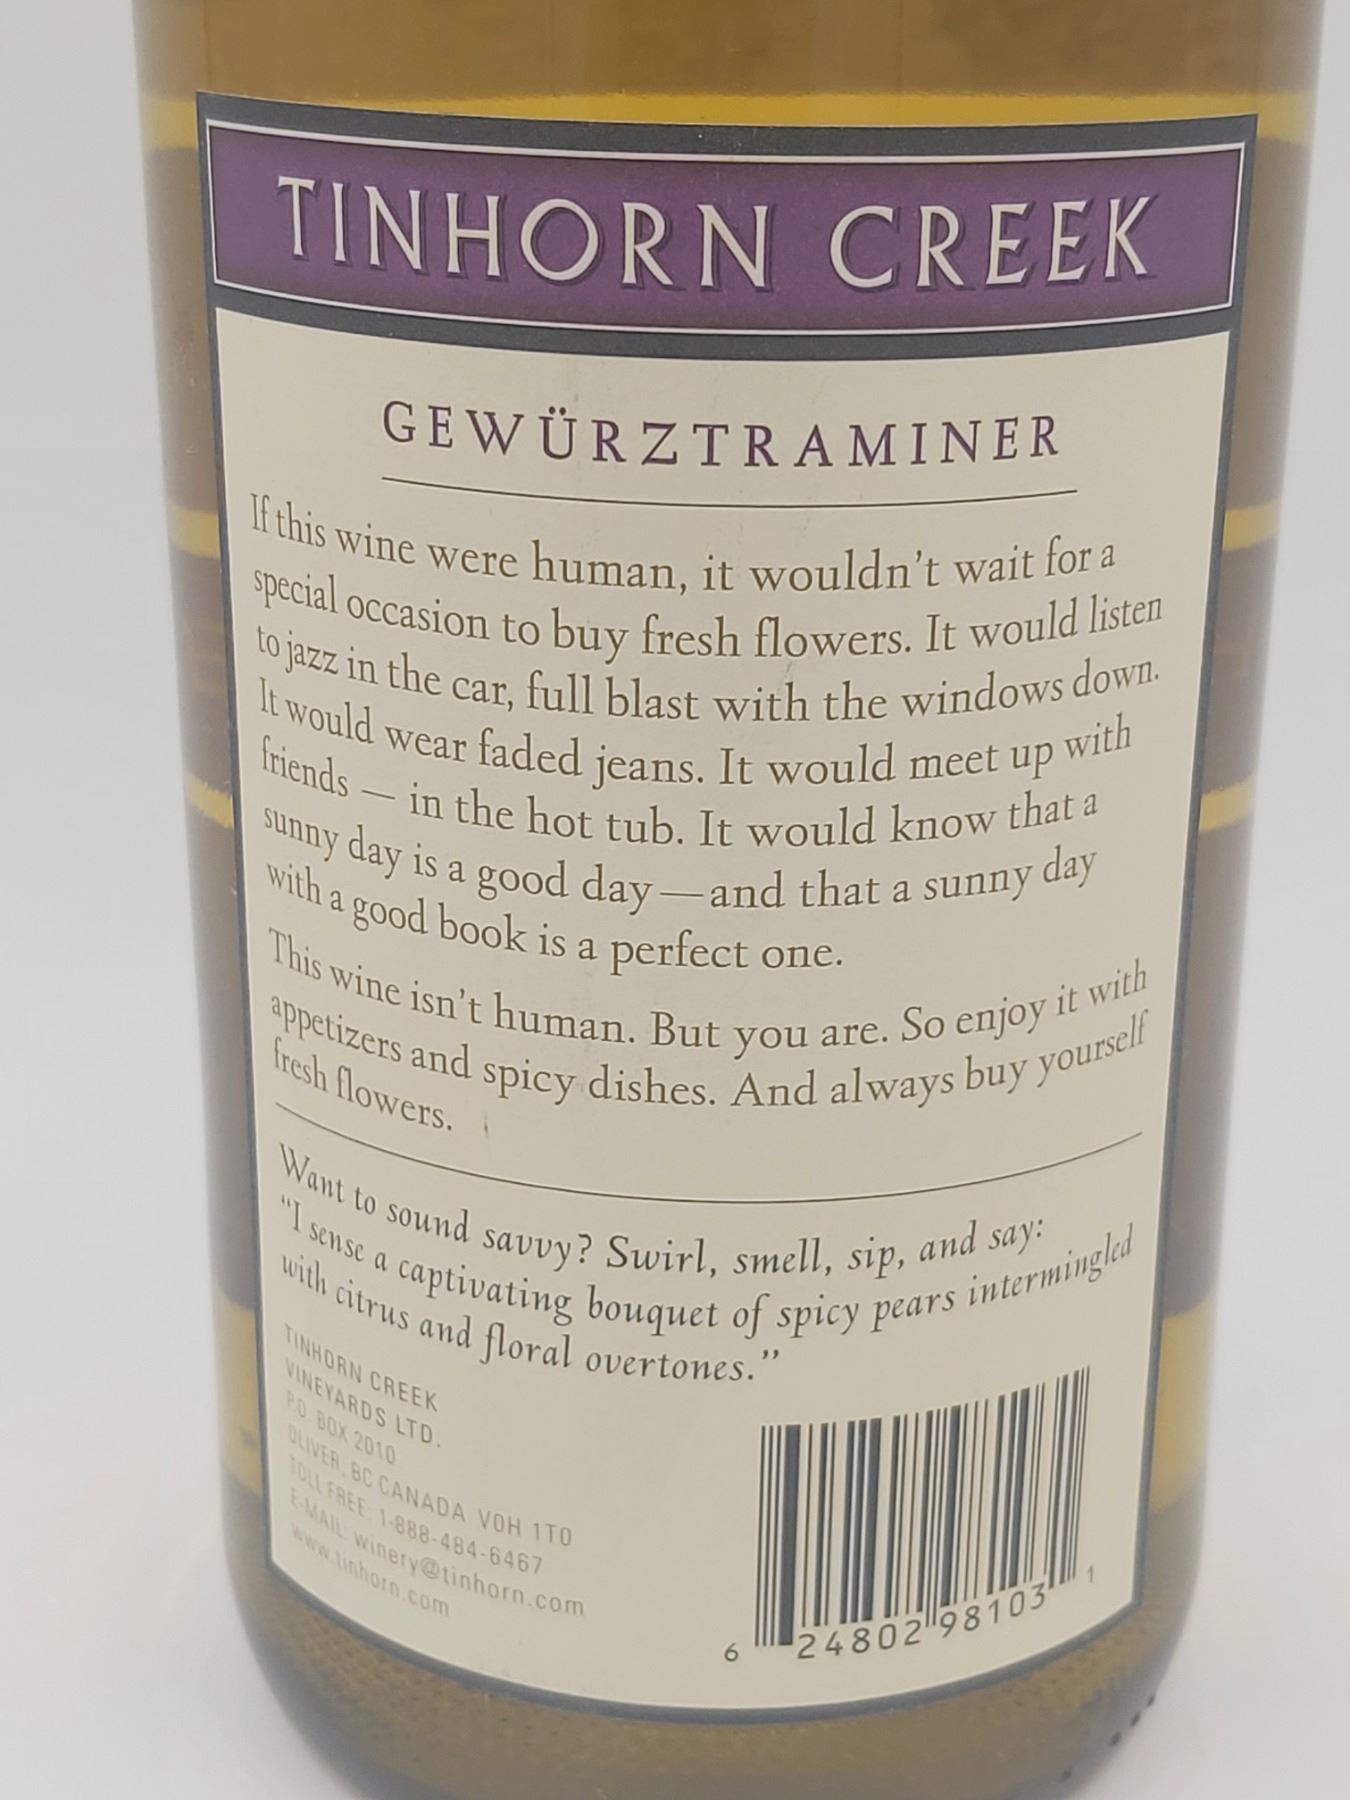 TINHORN CREEK
GEWÜRZTRAMINER
If this wine were human, it wouldn't wait for a
special occasion to buy fresh flowers. It would listen
to jazz in the car, full blast with the windows down.
It would wear faded jeans. It would meet up with
friends — in the hot tub. It would know that a
sunny day is a good day—and that a sunny day
with a good book is a perfect one.
This wine isn't human. But you are. So enjoy it with
appetizers and spicy dishes. And always buy yourself
fresh flowers.
Want to sound savvy? Swirl, smell, sip, and say:
“I sense a captivating bouquet of spicy pears intermingled
with citrus and floral overtones.”
TINHORN CREEK
VINEYARDS LTD.
P.O. BOX 2010
OLIVER, BC CANADA V0H 1T0
TOLL FREE: 1-888-484-6467
E-MAIL: winery@tinhorn.com
www.tinhorn.com
6 24802 98103 1